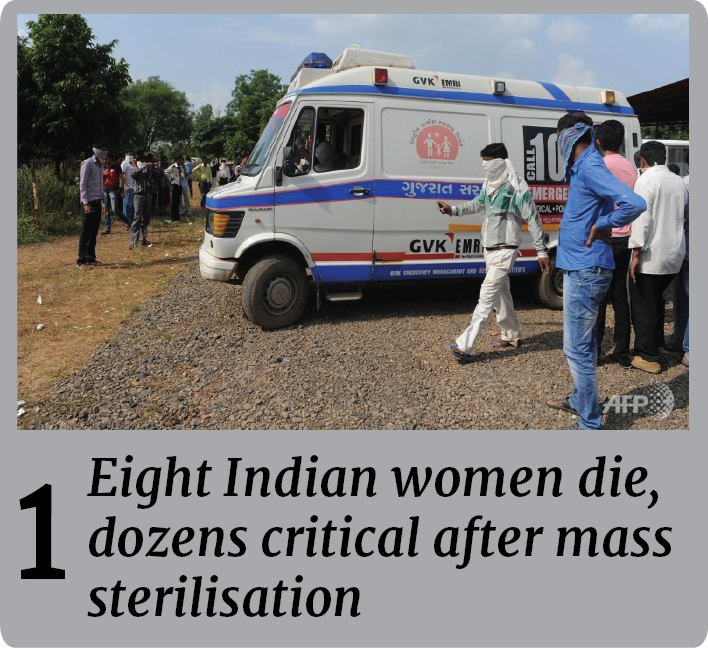 GVK EMRI
CALL
10
ગુજરાત સર
EMERGE
GVK EMRI
GVK EMERGENCY MANAGEMENT AND RE
AFP
1
Eight Indian women die,
dozens critical after mass
sterilisation